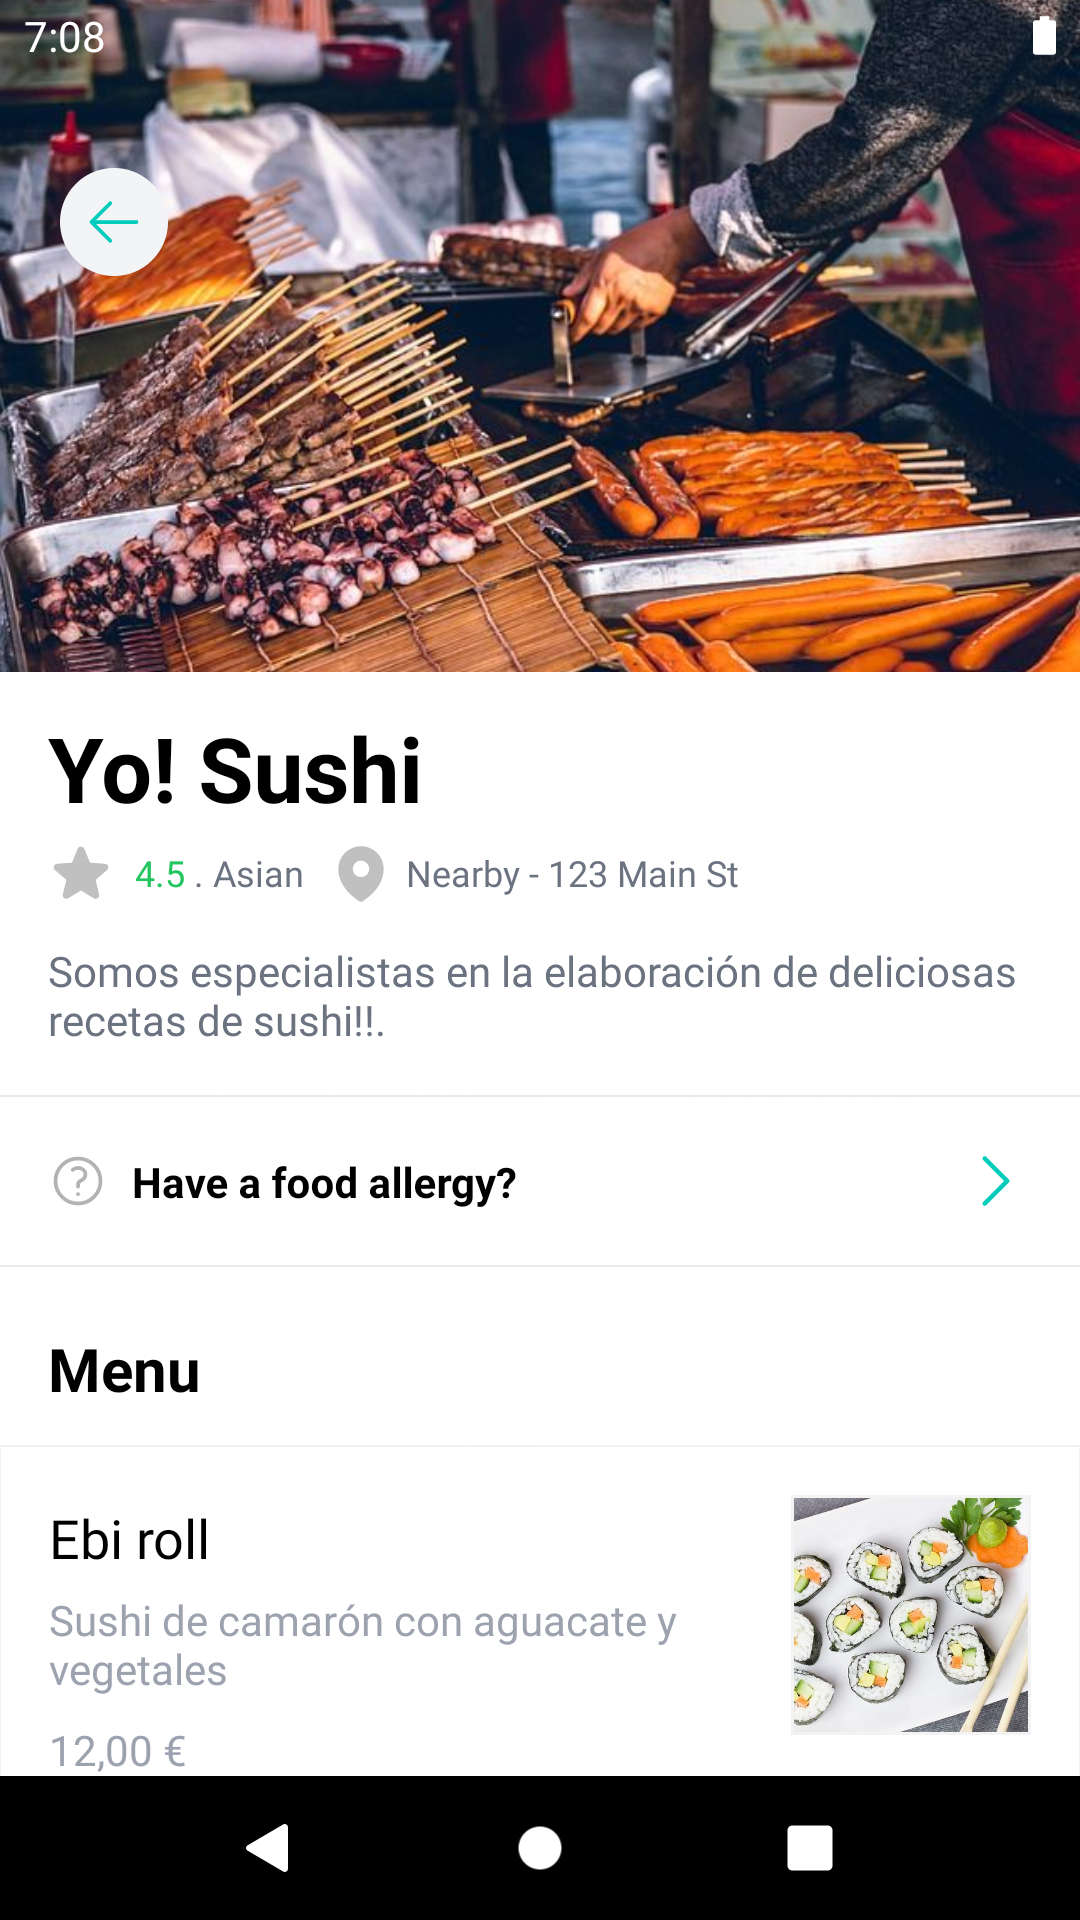 7:08
Yo! Sushi
4.5 . Asian Nearby - 123 Main St
Somos especialistas en la elaboración de deliciosas
recetas de sushi!!.
Have a food allergy?
Menu
Ebi roll
Sushi de camarón con aguacate y
vegetales
12,00 €